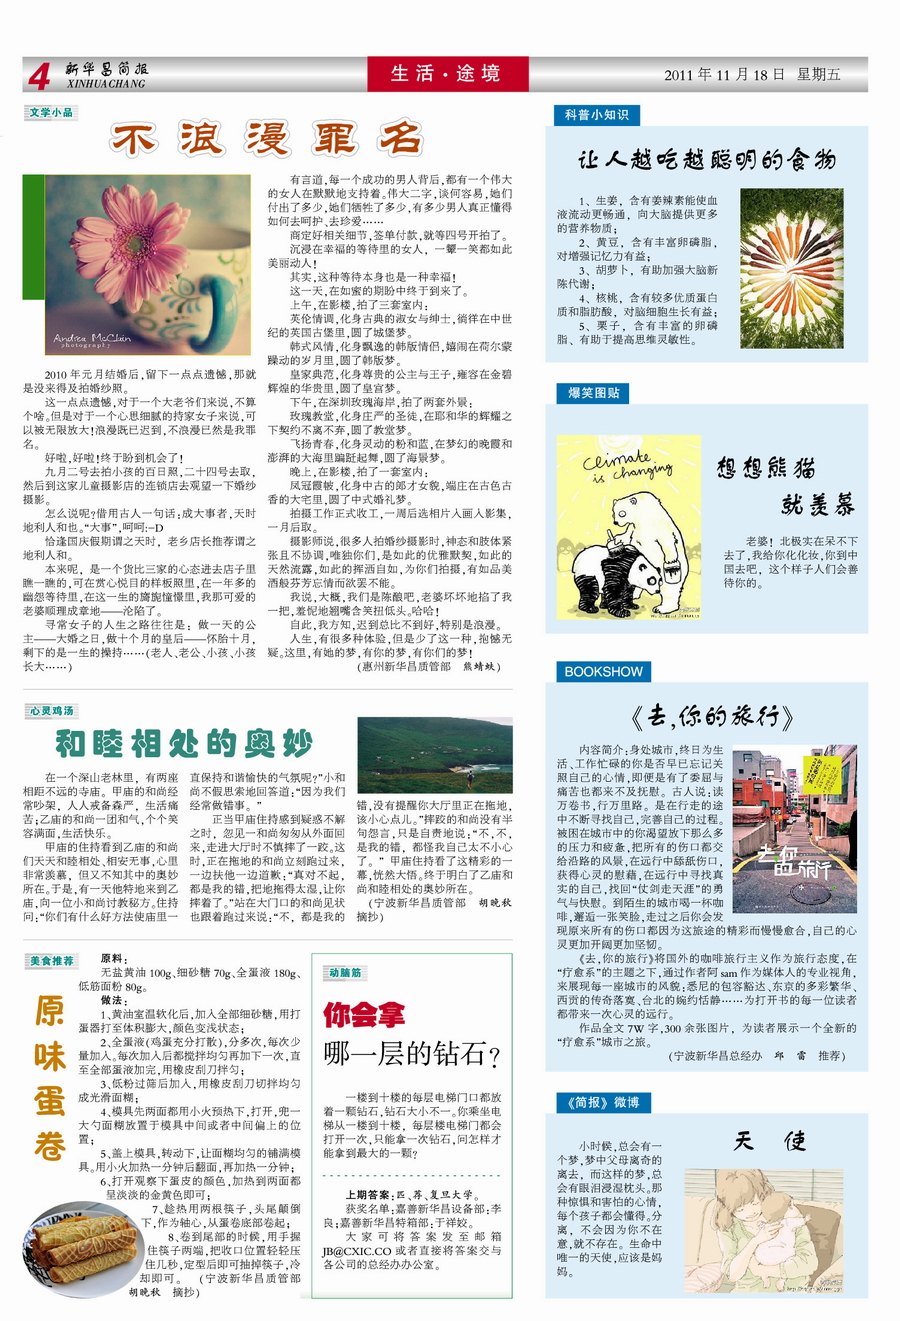 4
新华昌简报
XINHUACHANG
生活·途境
2011 年 11 月 18 日 星期五
文学小品
不浪漫罪名
Andrea McClain
photography
2010 年元月结婚后,留下一点点遗憾,那就
是没来得及拍婚纱照。
这一点点遗憾,对于一个大老爷们来说,不算
个啥。但是对于一个心思细腻的持家女子来说,可
以被无限放大!浪漫既已迟到,不浪漫已然是我罪
名。
好啦,好啦!终于盼到机会了!
九月二号去拍小孩的百日照,二十四号去取,
然后到这家儿童摄影店的连锁店去观望一下婚纱
摄影。
怎么说呢?借用古人一句话:成大事者,天时
地利人和也。“大事”,呵呵:-D
恰逢国庆假期谓之天时,老乡店长推荐谓之
地利人和。
本来呢,是一个货比三家的心态进去店子里
瞧一瞧的,可在赏心悦目的样板照里,在一年多的
幽怨等待里,在这一生的旖旎憧憬里,我那可爱的
老婆顺理成章地——沦陷了。
寻常女子的人生之路往往是:做一天的公
主——大婚之日,做十个月的皇后——怀胎十月,
剩下的是一生的操持……(老人、老公、小孩、小孩
长大……)
有言道,每一个成功的男人背后,都有一个伟大
的女人在默默地支持着。伟大二字,谈何容易,她们
付出了多少,她们牺牲了多少,有多少男人真正懂得
如何去呵护、去珍爱……
商定好相关细节,签单付款,就等四号开拍了。
沉浸在幸福的等待里的女人,一颦一笑都如此
美丽动人!
其实,这种等待本身也是一种幸福!
这一天,在如蜜的期盼中终于到来了。
上午,在影楼,拍了三套室内:
英伦情调,化身古典的淑女与绅士,徜徉在中世
纪的英国古堡里,圆了城堡梦。
韩式风情,化身飘逸的韩版情侣,嬉闹在荷尔蒙
躁动的岁月里,圆了韩版梦。
皇家典范,化身尊贵的公主与王子,雍容在金碧
辉煌的华贵里,圆了皇宫梦。
下午,在深圳玫瑰海岸,拍了两套外景:
玫瑰教堂,化身庄严的圣徒,在耶和华的辉耀之
下契约不离不弃,圆了教堂梦。
飞扬青春,化身灵动的粉和蓝,在梦幻的晚霞和
澎湃的大海里蹁跹起舞,圆了海景梦。
晚上,在影楼,拍了一套室内:
凤冠霞帔,化身中古的郎才女貌,端庄在古色古
香的大宅里,圆了中式婚礼梦。
拍摄工作正式收工,一周后选相片入画人影集,
一月后取。
摄影师说,很多人拍婚纱摄影时,神态和肢体紧
张且不协调,唯独你们,是如此的优雅默契,如此的
天然流露,如此的挥洒自如,为你们拍摄,有如品美
酒般芬芳忘情而欲罢不能。
我说,大概,我们是陈酿吧,老婆坏坏地掐了我
一把,羞怩地翘嘴含笑扭低头。哈哈!
自此,我方知,迟到总比不到好,特别是浪漫。
人生,有很多种体验,但是少了这一种,抱憾无
疑。这里,有她的梦,有你的梦,有你们的梦!
(惠州新华昌质管部 熊蜻蚨)
心灵鸡汤
和睦相处的奥妙
在一个深山老林里,有两座
相距不远的寺庙。甲庙的和尚经
常吵架,人人戒备森严,生活痛
苦;乙庙的和尚一团和气,个个笑
容满面,生活快乐。
甲庙的住持看到乙庙的和尚
们天天和睦相处、相安无事,心里
非常羡慕,但又不知其中的奥妙
所在。于是,有一天他特地来到乙
庙,向一位小和尚讨教秘方。住持
问:“你们有什么好方法使庙里一
直保持和谐愉快的气氛呢?”小和
尚不假思索地回答道:“因为我们
经常做错事。”
正当甲庙住持感到疑惑不解
之时,忽见一和尚匆匆从外面回
来,走进大厅时不慎摔了一跤。这
时,正在拖地的和尚立刻跑过来,
一边扶他一边道歉:“真对不起,
都是我的错,把地拖得太湿,让你
摔着了。”站在大门口的和尚见状
也跟着跑过来说:“不,都是我的
错,没有提醒你大厅里正在拖地,
该小心点儿。”摔跤的和尚没有半
句怨言,只是自责地说:“不,不,
是我的错,都怪我自己太不小心
了。”甲庙住持看了这精彩的一
幕,恍然大悟。终于明白了乙庙和
尚和睦相处的奥妙所在。
(宁波新华昌质管部 胡晚秋
摘抄)
美食推荐
原味蛋卷
原料:
无盐黄油 100g、细砂糖 70g、全蛋液 180g、
低筋面粉 80g。
做法:
1、黄油室温软化后,加入全部细砂糖,用打
蛋器打至体积膨大,颜色变浅状态;
2、全蛋液(鸡蛋充分打散),分多次,每次少
量加入。每次加入后都搅拌均匀再加下一次,直
至全部蛋液加完,用橡皮刮刀拌匀;
3、低粉过筛后加入,用橡皮刮刀切拌均匀
成光滑面糊;
4、模具先两面都用小火预热下,打开,兜一
大勺面糊放置于模具中间或者中间偏上的位
置;
5、盖上模具,转动下,让面糊均匀的铺满模
具。用小火加热一分钟后翻面,再加热一分钟;
6、打开观察下蛋皮的颜色,加热到两面都
呈淡淡的金黄色即可;
7、趁热用两根筷子,头尾颠倒
下,作为轴心,从蛋卷底部卷起;
8、卷到尾部的时候,用手握
住筷子两端,把收口位置轻轻压
住几秒,定型后即可抽掉筷子,冷
却即可。 (宁波新华昌质管部
胡晚秋 摘抄)
动脑筋
你会拿
哪一层的钻石?
一楼到十楼的每层电梯门口都放
着一颗钻石,钻石大小不一。你乘坐电
梯从一楼到十楼,每层楼电梯门都会
打开一次,只能拿一次钻石,问怎样才
能拿到最大的一颗?
上期答案:匹、荐、复旦大学。
获奖名单:嘉善新华昌设备部:李
良;嘉善新华昌特箱部:于祥姣。
大家可将答案发至邮箱
JB@CXIC.CO 或者直接将答案交与
各公司的总经办办公室。
科普小知识
让人越吃越聪明的食物
1、生姜,含有姜辣素能使血
液流动更畅通,向大脑提供更多
的营养物质;
2、黄豆,含有丰富卵磷脂,
对增强记忆力有益;
3、胡萝卜,有助加强大脑新
陈代谢;
4、核桃,含有较多优质蛋白
质和脂肪酸,对脑细胞生长有益;
5、栗子,含有丰富的卵磷
脂、有助于提高思维灵敏性。
爆笑图贴
climate
is changing
想想熊猫
就羡慕
老婆!北极实在呆不下
去了,我给你化化妆,你到中
国去吧,这个样子人们会善
待你的。
BOOKSHOW
《去,你的旅行》
去你的旅行
内容简介:身处城市,终日为生
活、工作忙碌的你是否早已忘记关
照自己的心情,即便是有了委屈与
痛苦也都来不及抚慰。古人说:读
万卷书,行万里路。是在行走的途
中不断寻找自己,完善自己的过程。
被困在城市中的你渴望放下那么多
的压力和疲惫,把所有的伤口都交
给沿路的风景,在远行中舔舐伤口,
获得心灵的慰藉,在远行中寻找真
实的自己,找回“仗剑走天涯”的勇
气与快慰。到陌生的城市喝一杯咖
啡,邂逅一张笑脸,走过之后你会发
现原来所有的伤口都因为这旅途的精彩而慢慢愈合,自己的心
灵更加开阔更加坚韧。
《去,你的旅行》将国外的咖啡旅行主义作为旅行态度,在
“疗愈系”的主题之下,通过作者阿 sam 作为媒体人的专业视角,
来展现每一座城市的风貌:悉尼的包容豁达、东京的多彩繁华、
西贡的传奇落寞、台北的婉约恬静……为打开书的每一位读者
都带来一次心灵的远行。
作品全文 7W 字,300 余张图片,为读者展示一个全新的
“疗愈系”城市之旅。
(宁波新华昌总经办 邱 雷 推荐)
《简报》微博
天使
小时候,总会有一
个梦,梦中父母离奇的
离去,而这样的梦,总
会有眼泪浸湿枕头。那
种惊惧和害怕的心情,
每个孩子都会懂得。分
离,不会因为你不在
意,就不存在。生命中
唯一的天使,应该是妈
妈。